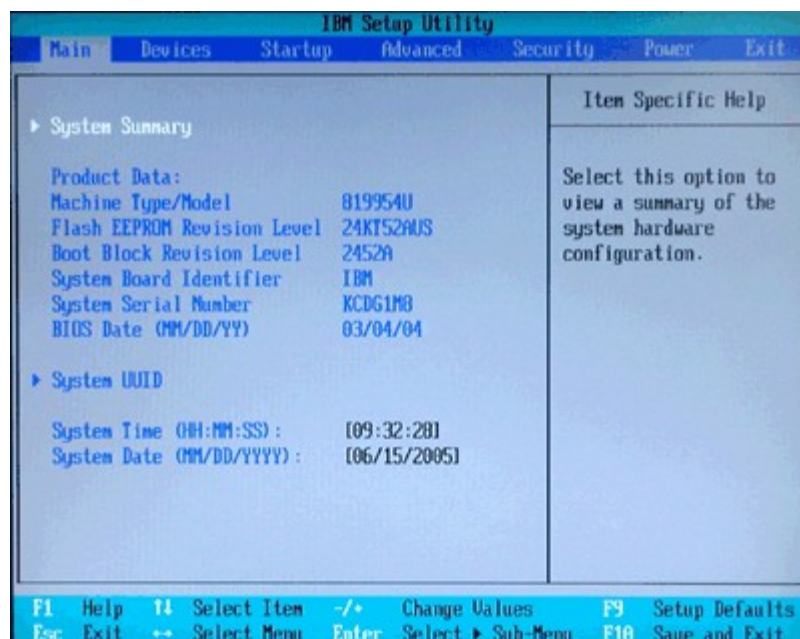 IBM Setup Utility
Main Devices Startup Advanced Security Power Exit
Item Specific Help
System Summary
Product Data:
Machine Type/Model 819954U
Flash EEPROM Revision Level 24KT52AUS
Boot Block Revision Level 2452A
System Board Identifier IBM
System Serial Number KCDG1M8
BIOS Date (MM/DD/YY) 03/04/04
System UUID
System Time (HH:MM:SS): [09:32:28]
System Date (MM/DD/YYYY): [06/15/2005]
Select this option to
view a summary of the
system hardware
configuration.
F1 Help ↑↓ Select Item -/+ Change Values F9 Setup Defaults
Esc Exit ↔ Select Menu Enter Select ▶ Sub-Menu F10 Save and Exit